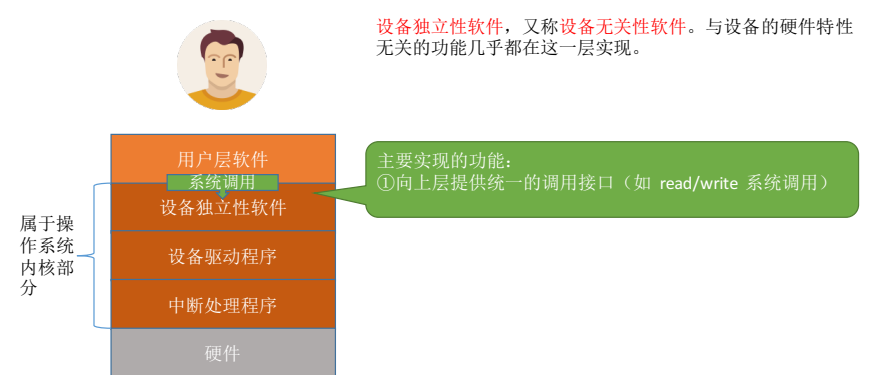 设备独立性软件，又称设备无关性软件。与设备的硬件特性
无关的功能几乎都在这一层实现。
用户层软件
系统调用
设备独立性软件
设备驱动程序
中断处理程序
硬件
属于操
作系统
内核部
分
主要实现的功能：
①向上层提供统一的调用接口（如 read/write 系统调用）